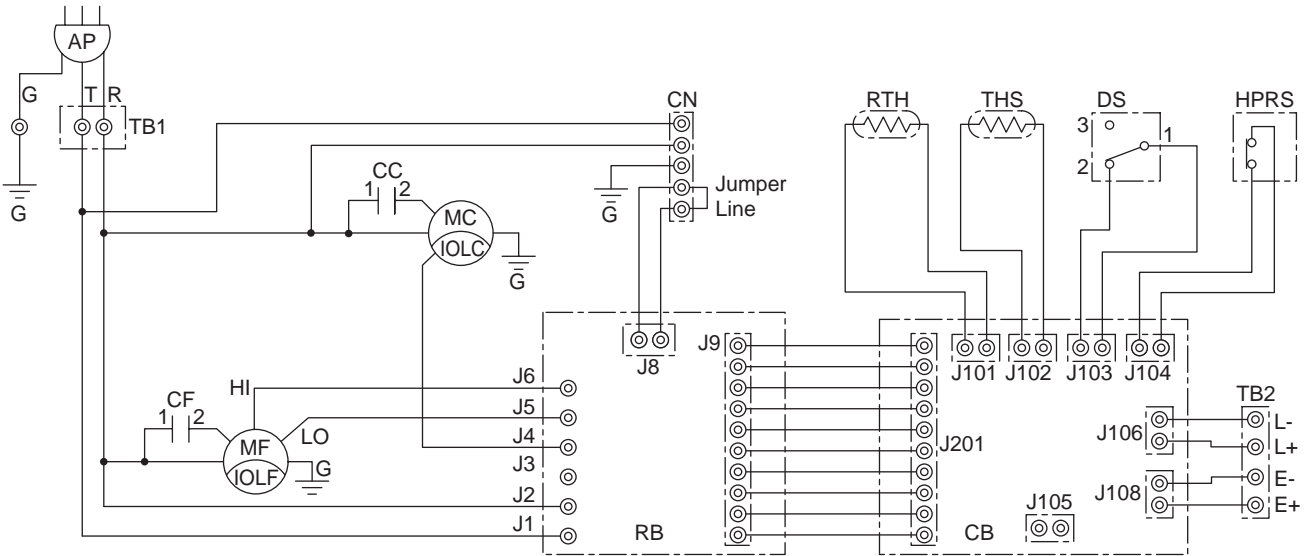 AP
G
T R
TB1
G
CN
Jumper
Line
G
CC
1 2
MC
IOLC
G
RTH
THS
DS
3
1
2
HPRS
J8
J9
J6
HI
J5
LO
J4
J3
J2
J1
RB
CF
1 2
MF
IOLF
G
J101
J102
J103
J104
J201
J106
J108
J105
CB
TB2
L-
L+
E-
E+